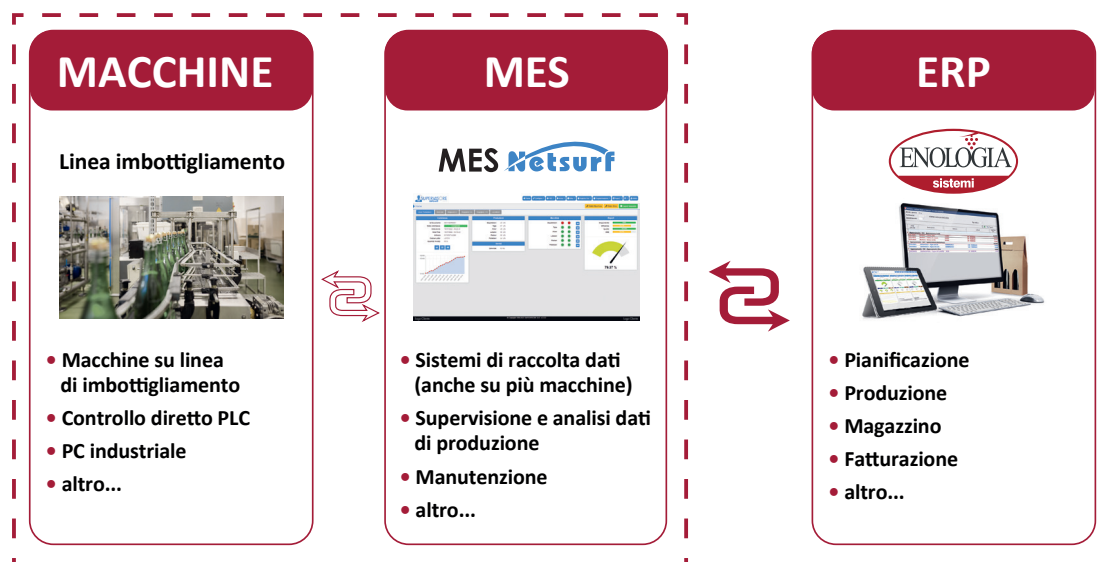 MACCHINE
Linea imbottigliamento
• Macchine su linea
di imbottigliamento
• Controllo diretto PLC
• PC industriale
• altro...
MES
MES Netsurf
79.87 %
• Sistemi di raccolta dati
(anche su più macchine)
• Supervisione e analisi dati
di produzione
• Manutenzione
• altro...
ERP
ENOLOGIA
sistemi
• Pianificazione
• Produzione
• Magazzino
• Fatturazione
• altro...